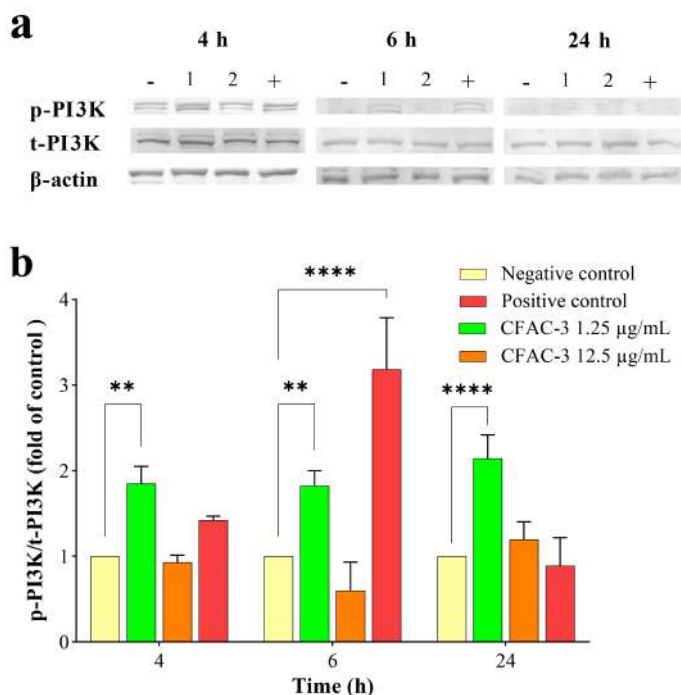 a
4 h 6 h 24 h
- 1 2 + - 1 2 + - 1 2 +
p-PI3K
t-PI3K
β-actin
b
p-PI3K/t-PI3K (fold of control )
4
3
2
1
0
**
****
**
****
Negative control
Positive control
CFAC-3 1.25 µg/mL
CFAC-3 12.5 µg/mL
4 6 24
Time (h)